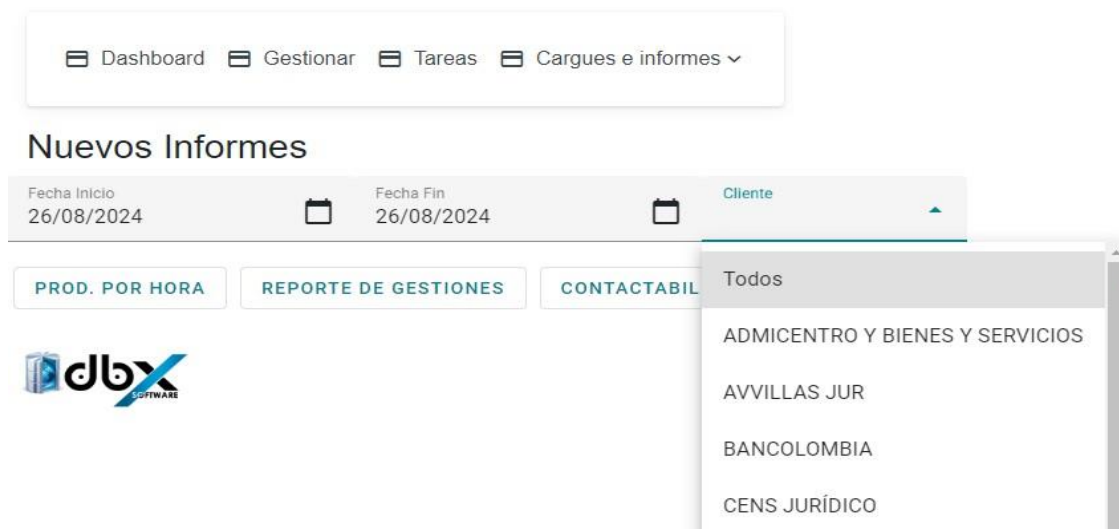 Dashboard Gestionar Tareas Cargues e informes
Nuevos Informes
Fecha Inicio Fecha Fin Cliente
26/08/2024 26/08/2024
PROD. POR HORA REPORTE DE GESTIONES CONTACTABIL
Todos
ADMICENTRO Y BIENES Y SERVICIOS
AVVILLAS JUR
BANCOLOMBIA
CENS JURÍDICO
dbx
SOFTWARE